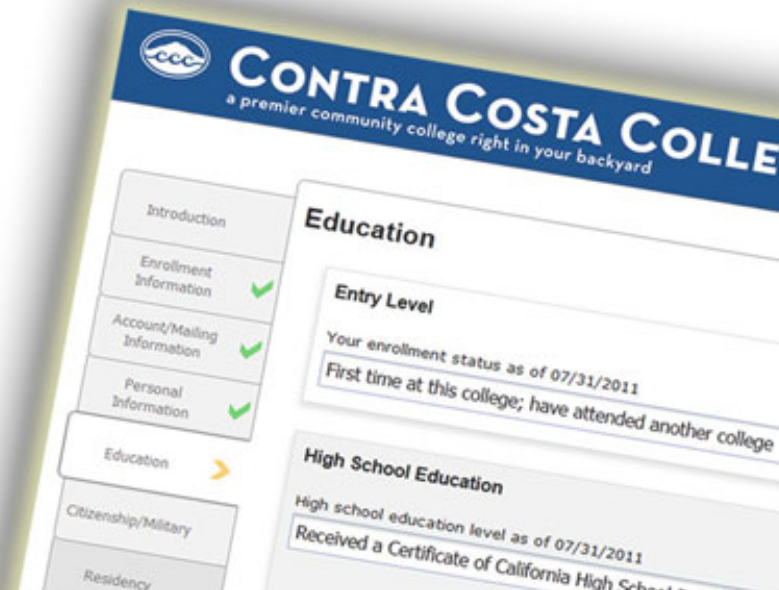 ccc
CONTRA COSTA COLLE
a premier community college right in your backyard
Introduction
Enrollment
Information
Account/Mailing
Information
Personal
Information
Education
Citizenship/Military
Residency
Education
Entry Level
Your enrollment status as of 07/31/2011
First time at this college; have attended another college
High School Education
High school education level as of 07/31/2011
Received a Certificate of California High School